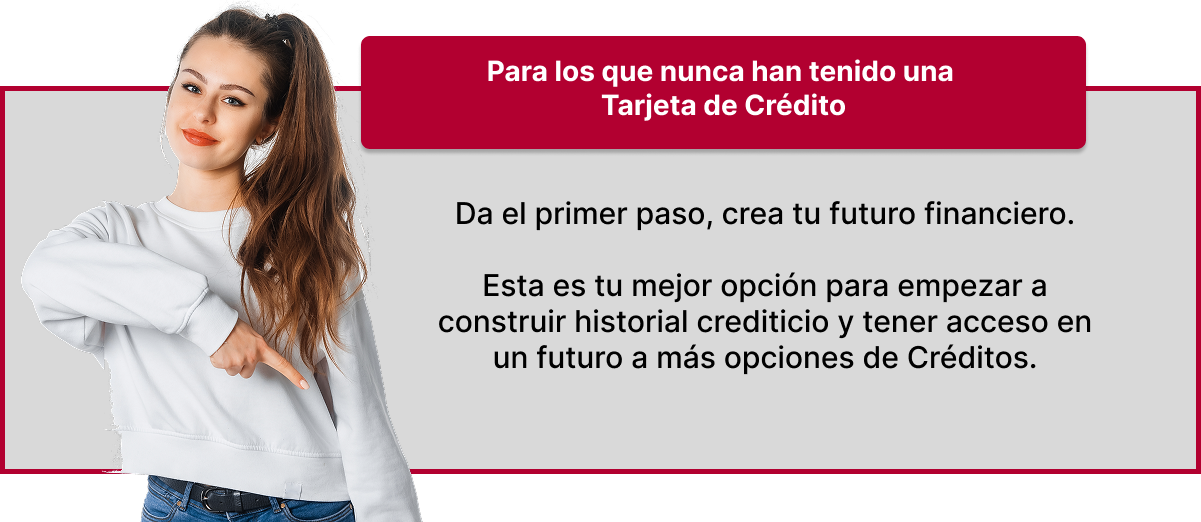 Para los que nunca han tenido una
Tarjeta de Crédito
Da el primer paso, crea tu futuro financiero.
Esta es tu mejor opción para empezar a
construir historial crediticio y tener acceso en
un futuro a más opciones de Créditos.